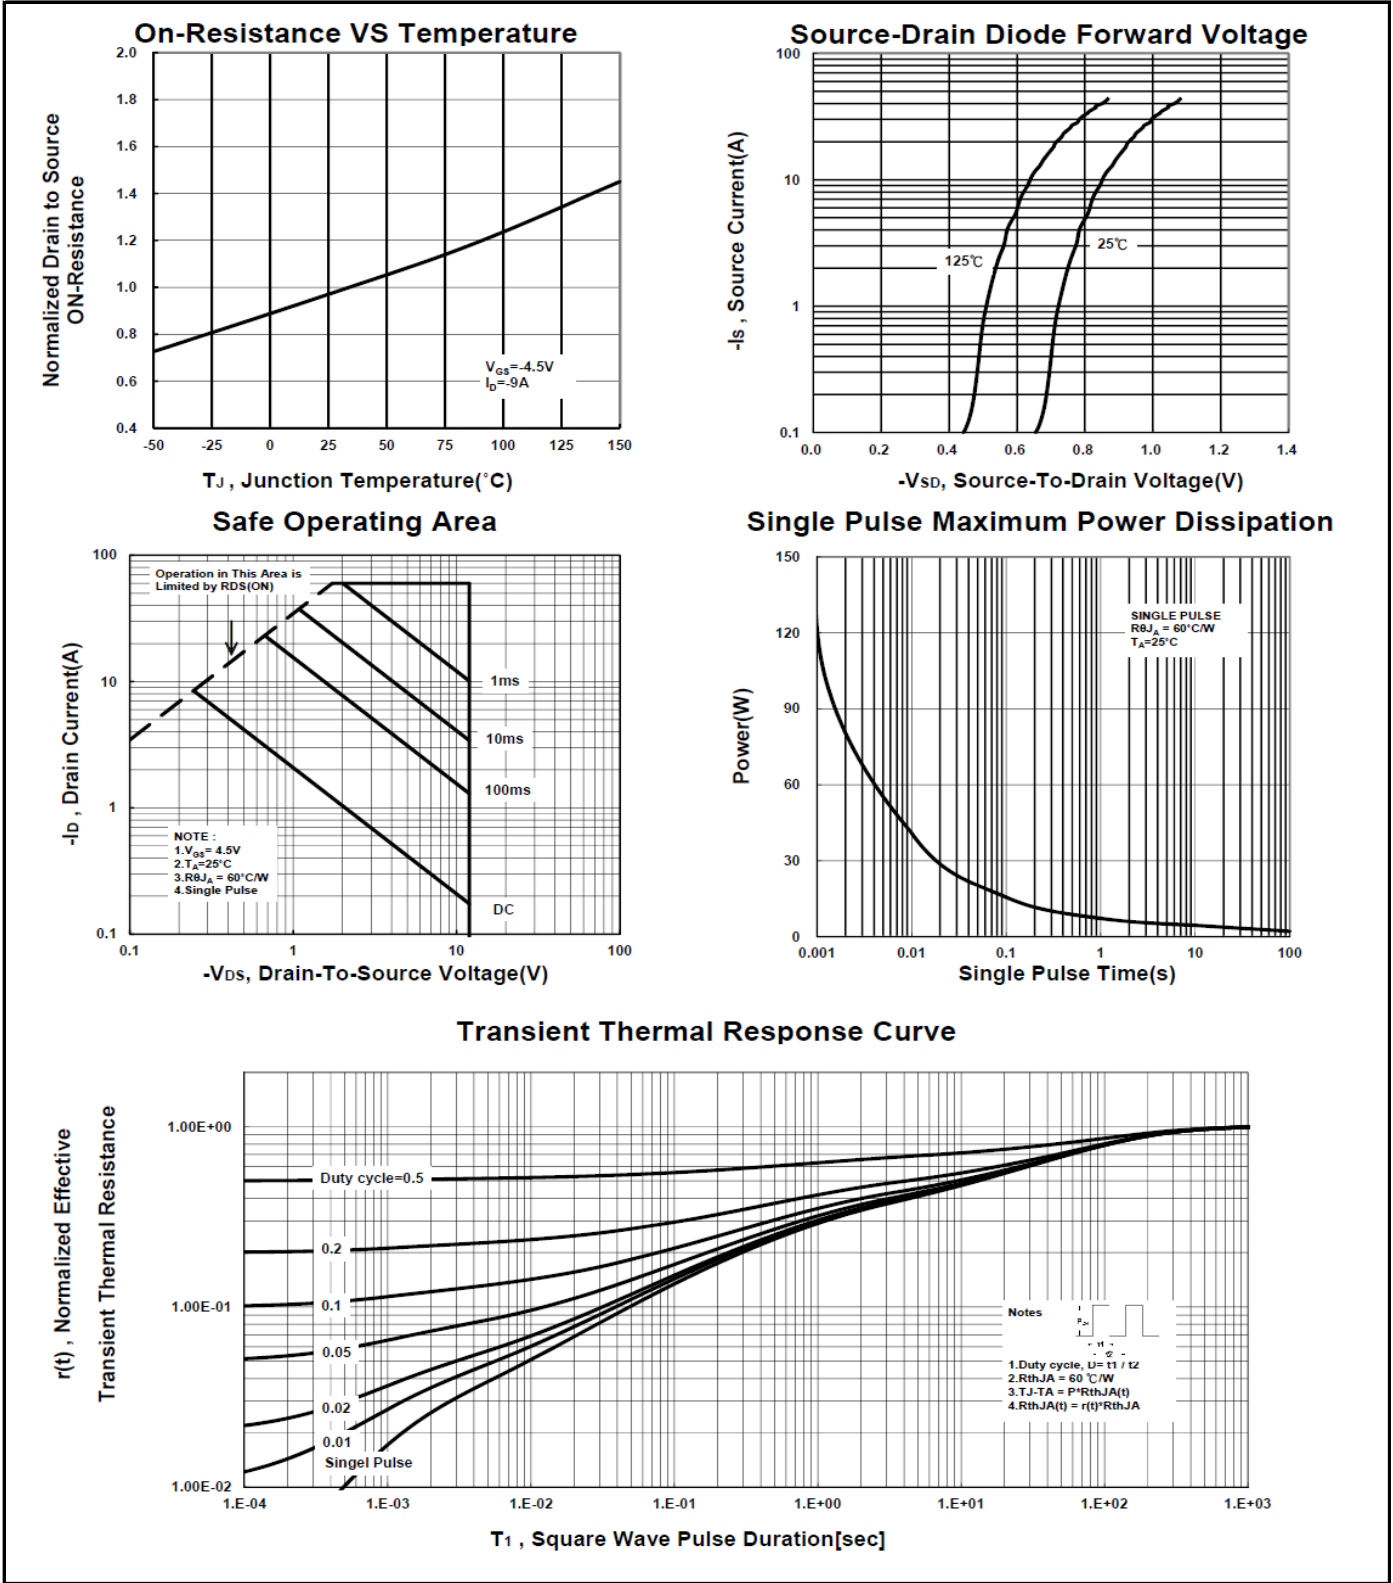 On-Resistance VS Temperature
Normalized Drain to Source
ON-Resistance
2.0
1.8
1.6
1.4
1.2
1.0
0.8
0.6
0.4
VGS=-4.5V
ID=-9A
-50 -25 0 25 50 75 100 125 150
TJ , Junction Temperature(°C)
Source-Drain Diode Forward Voltage
-IS , Source Current(A)
100
10
1
0.1
125℃
25℃
0.0 0.2 0.4 0.6 0.8 1.0 1.2 1.4
-VSD, Source-To-Drain Voltage(V)
Safe Operating Area
-ID , Drain Current(A)
100
10
1
0.1
Operation in This Area is
Limited by RDS(ON)
1ms
10ms
100ms
DC
NOTE :
1.VGS= 4.5V
2.TA=25°C
3.RθJA = 60°C/W
4.Single Pulse
0.1 1 10 100
-VDS, Drain-To-Source Voltage(V)
Single Pulse Maximum Power Dissipation
Power(W)
150
120
90
60
30
0
SINGLE PULSE
RθJA = 60°C/W
TA=25°C
0.001 0.01 0.1 1 10 100
Single Pulse Time(s)
Transient Thermal Response Curve
r(t) , Normalized Effective
Transient Thermal Resistance
1.00E+00
1.00E-01
1.00E-02
Duty cycle=0.5
0.2
0.1
0.05
0.02
0.01
Singel Pulse
Notes
t1
t2
1.Duty cycle, D= t1 / t2
2.RthJA = 60 ℃/W
3.TJ-TA = P*RthJA(t)
4.RthJA(t) = r(t)*RthJA
1.E-04 1.E-03 1.E-02 1.E-01 1.E+00 1.E+01 1.E+02 1.E+03
T1 , Square Wave Pulse Duration[sec]